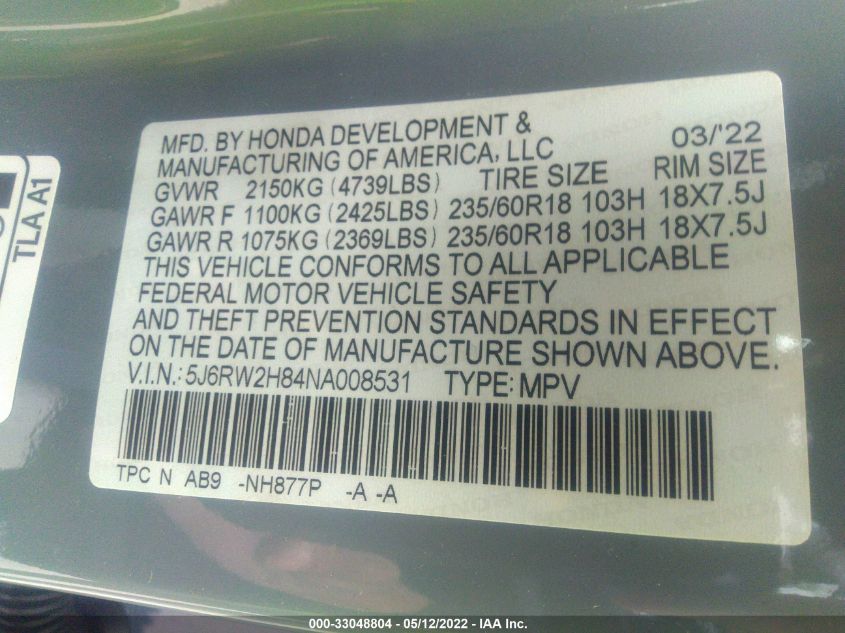 MFD. BY HONDA DEVELOPMENT & 03/'22
MANUFACTURING OF AMERICA, LLC
GVWR 2150KG (4739LBS) TIRE SIZE RIM SIZE
GAWR F 1100KG (2425LBS) 235/60R18 103H 18X7.5J
GAWR R 1075KG (2369LBS) 235/60R18 103H 18X7.5J
THIS VEHICLE CONFORMS TO ALL APPLICABLE
FEDERAL MOTOR VEHICLE SAFETY
AND THEFT PREVENTION STANDARDS IN EFFECT
ON THE DATE OF MANUFACTURE SHOWN ABOVE.
V.I.N.: 5J6RW2H84NA008531 TYPE: MPV
TPC N AB9 -NH877P -A -A
TLA A1
000-33048804 - 05/12/2022 - IAA Inc.